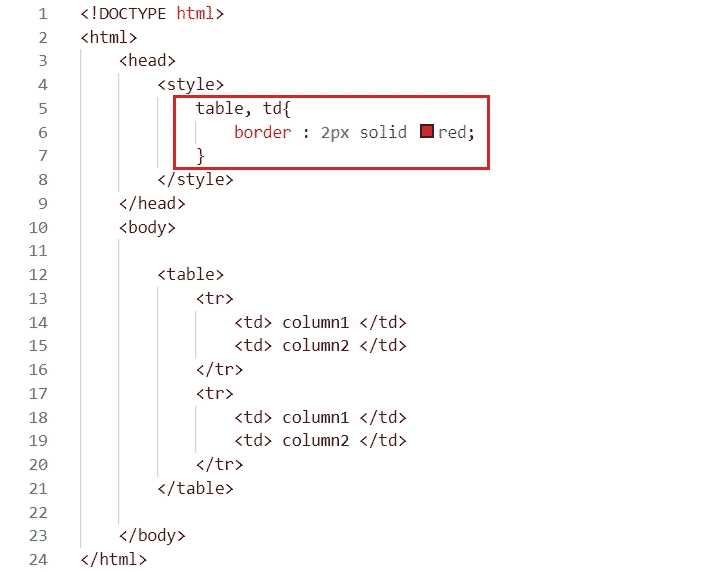 1 <!DOCTYPE html>
2 <html>
3     <head>
4         <style>
5             table, td{
6                 border : 2px solid red;
7             }
8         </style>
9     </head>
10     <body>
11
12         <table>
13             <tr>
14                 <td> column1 </td>
15                 <td> column2 </td>
16             </tr>
17             <tr>
18                 <td> column1 </td>
19                 <td> column2 </td>
20             </tr>
21         </table>
22
23     </body>
24 </html>